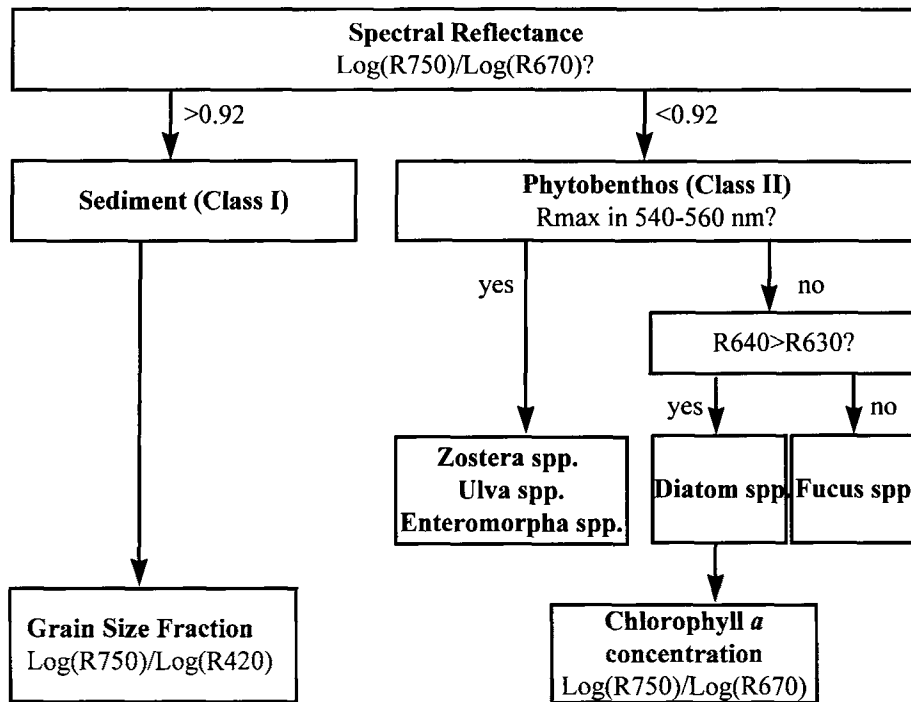 Spectral Reflectance
Log(R750)/Log(R670)?
>0.92
<0.92
Sediment (Class I)
Phytobenthos (Class II)
Rmax in 540-560 nm?
yes
no
R640>R630?
yes
no
Zostera spp.
Ulva spp.
Enteromorpha spp.
Diatom spp.
Fucus spp
Grain Size Fraction
Log(R750)/Log(R420)
Chlorophyll a
concentration
Log(R750)/Log(R670)